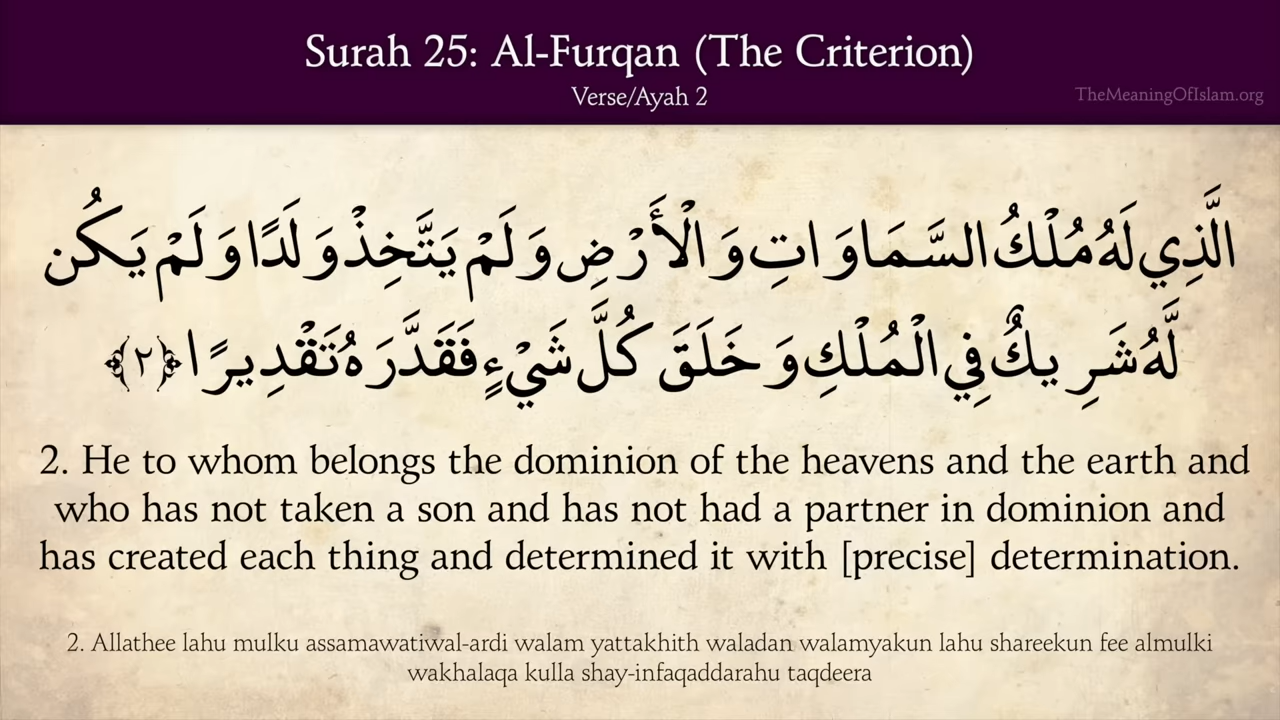 Surah 25: Al-Furqan (The Criterion)
Verse/Ayah 2
TheMeaningOfIslam.org
الَّذِي لَهُ مُلْكُ السَّمَاوَاتِ وَالْأَرْضِ وَلَمْ يَتَّخِذْ وَلَدًا وَلَمْ يَكُن
لَّهُ شَرِيكٌ فِي الْمُلْكِ وَخَلَقَ كُلَّ شَيْءٍ فَقَدَّرَهُ تَقْدِيرًا ﴿٢﴾
2. He to whom belongs the dominion of the heavens and the earth and
who has not taken a son and has not had a partner in dominion and
has created each thing and determined it with [precise] determination.
2. Allathee lahu mulku assamawatiwal-ardi walam yattakhith waladan walamyakun lahu shareekun fee almulki
wakhalaqa kulla shay-infaqaddarahu taqdeera